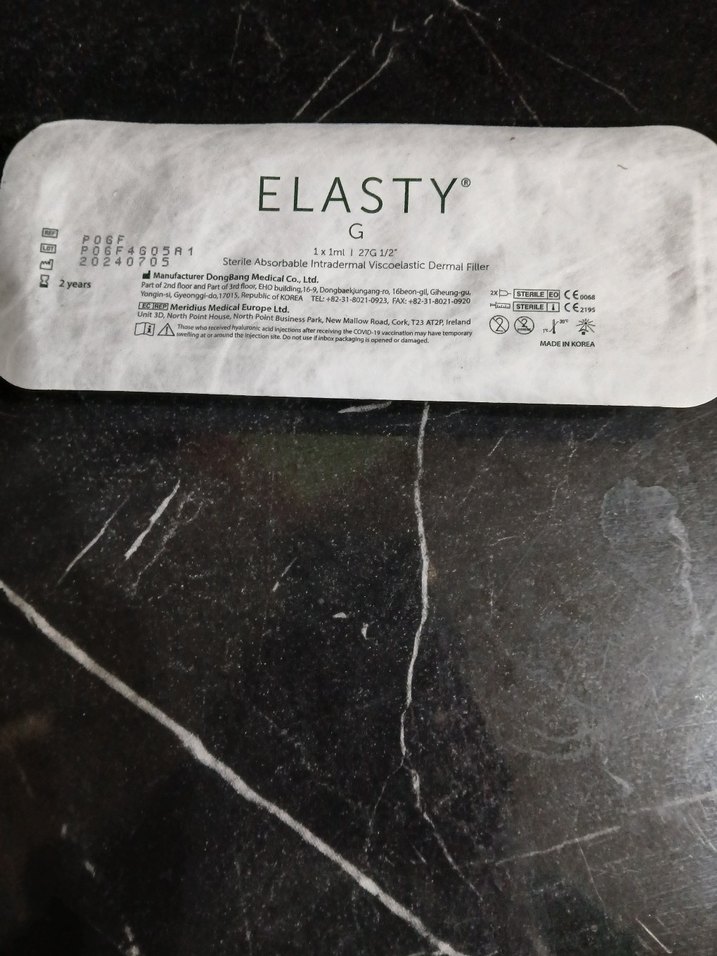 ELASTY®
G
1 x 1ml | 27G 1/2"
Sterile Absorbable Intradermal Viscoelastic Dermal Filler
REF P0GF
LOT P0GF4G05A1
20240705
2 years
Manufacturer DongBang Medical Co., Ltd.
Part of 2nd floor and Part of 3rd floor, EHO building,16-9, Dongbaekjungang-ro, 16beon-gil, Giheung-gu,
Yongin-si, Gyeonggi-do,17015, Republic of KOREA TEL: +82-31-8021-0923, FAX: +82-31-8021-0920
EC REP Meridius Medical Europe Ltd.
Unit 3D, North Point House, North Point Business Park, New Mallow Road, Cork, T23 AT2P, Ireland
Those who received hyaluronic acid injections after receiving the COVID-19 vaccination may have temporary
swelling at or around the injection site. Do not use if inbox packaging is opened or damaged.
2X STERILE EO CE 0068
STERILE CE 2195
MADE IN KOREA